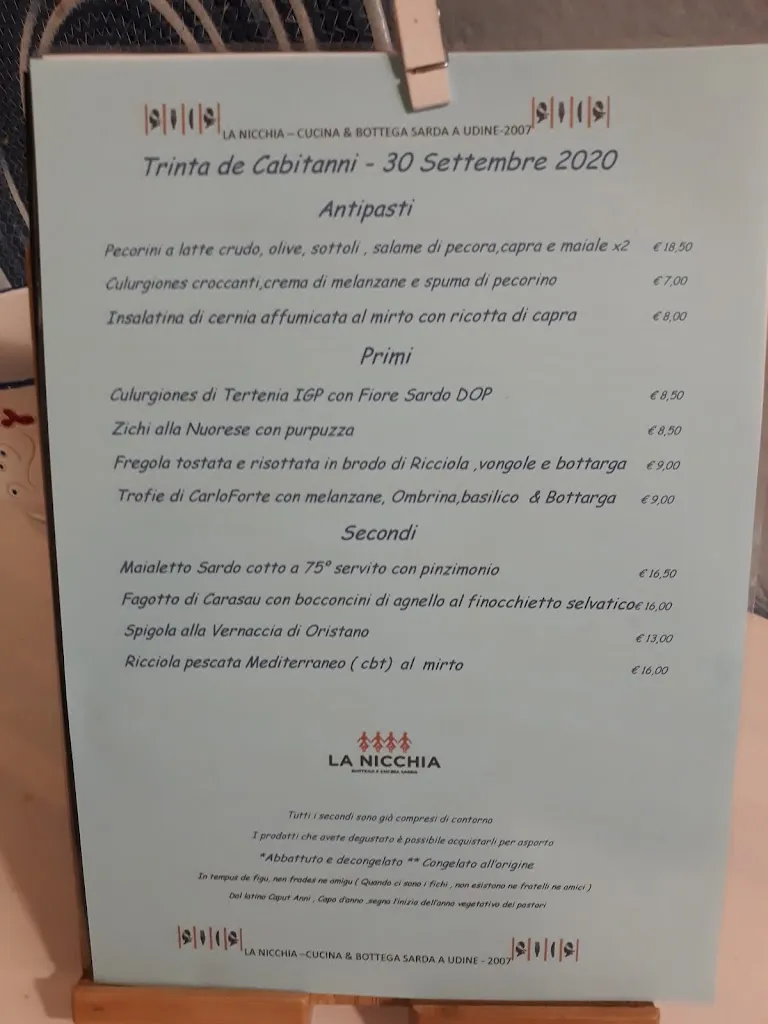 LA NICCHIA – CUCINA & BOTTEGA SARDA A UDINE-2007
Trinta de Cabitanni - 30 Settembre 2020
Antipasti
Pecorini a latte crudo, olive, sottoli , salame di pecora,capra e maiale x2 € 18,50
Culurgiones croccanti,crema di melanzane e spuma di pecorino € 7,00
Insalatina di cernia affumicata al mirto con ricotta di capra € 8,00
Primi
Culurgiones di Tertenia IGP con Fiore Sardo DOP € 8,50
Zichi alla Nuorese con purpuzza € 8,50
Fregola tostata e risottata in brodo di Ricciola ,vongole e bottarga € 9,00
Trofie di CarloForte con melanzane, Ombrina,basilico & Bottarga € 9,00
Secondi
Maialetto Sardo cotto a 75° servito con pinzimonio € 16,50
Fagotto di Carasau con bocconcini di agnello al finocchietto selvatico€ 16,00
Spigola alla Vernaccia di Oristano € 13,00
Ricciola pescata Mediterraneo ( cbt) al mirto € 16,00
LA NICCHIA
BOTTEGA E CUCINA SARDA
Tutti i secondi sono già compresi di contorno
I prodotti che avete degustato è possibile acquistarli per asporto
*Abbattuto e decongelato ** Congelato all'origine
In tempus de figu, non frades ne amigu ( Quando ci sono i fichi , non esistono ne fratelli ne amici )
Dal latino Caput Anni , Capo d'anno ,segna l'inizio dell'anno vegetativo dei pastori
LA NICCHIA –CUCINA & BOTTEGA SARDA A UDINE - 2007